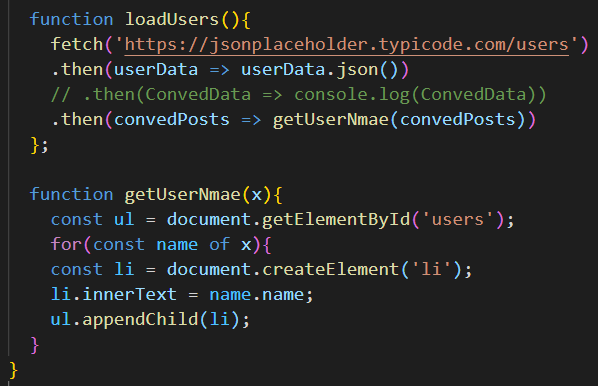 function loadUsers(){
fetch('https://jsonplaceholder.typicode.com/users')
.then(userData => userData.json())
// .then(ConvedData => console.log(ConvedData))
.then(convedPosts => getUserNmae(convedPosts))
};
function getUserNmae(x){
const ul = document.getElementById('users');
for(const name of x){
const li = document.createElement('li');
li.innerText = name.name;
ul.appendChild(li);
}
}